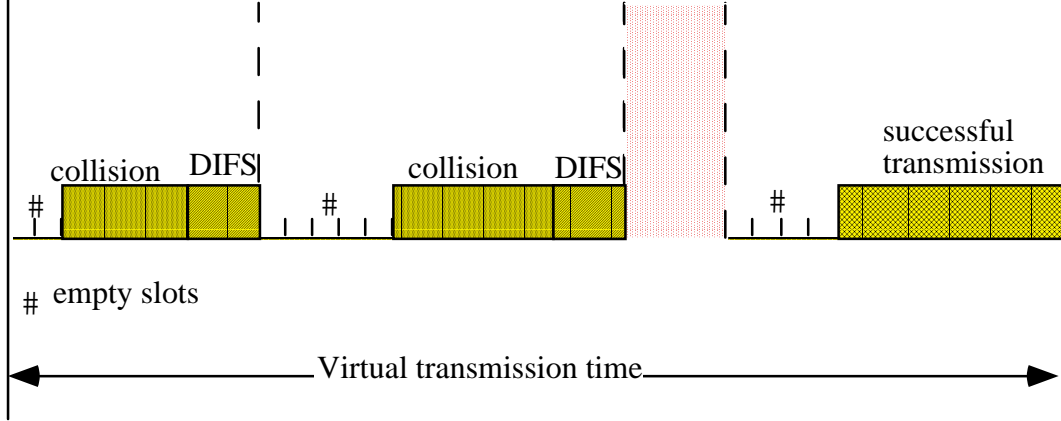 successful
transmission
collision
DIFS
collision
DIFS
#
#
#
# empty slots
Virtual transmission time